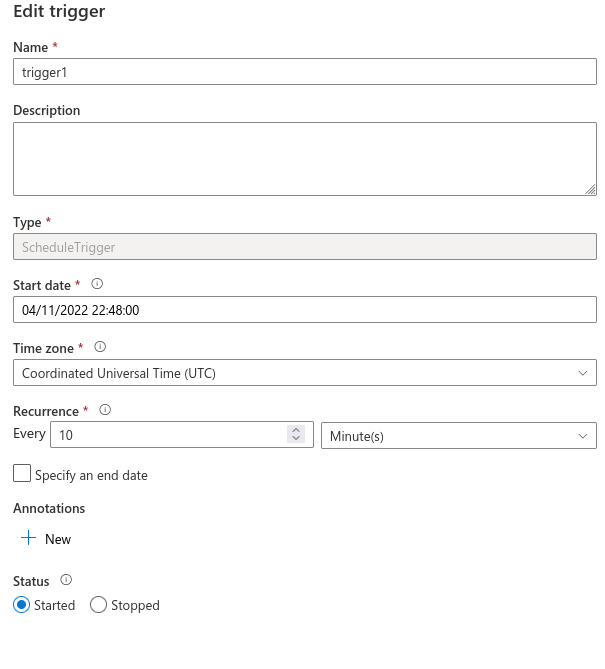 Edit trigger
Name *
trigger1
Description
Type *
ScheduleTrigger
Start date *
04/11/2022 22:48:00
Time zone *
Coordinated Universal Time (UTC)
Recurrence *
Every 10 Minute(s)
Specify an end date
Annotations
New
Status
Started Stopped